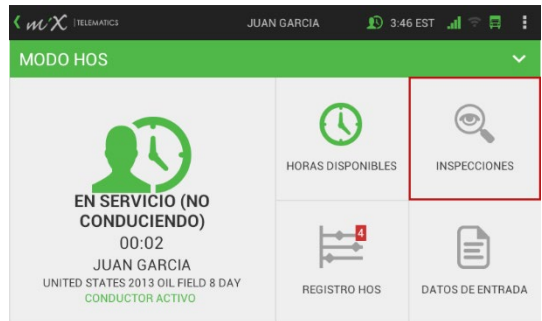 mix TELEMATICS
JUAN GARCIA
3:46 EST
MODO HOS
EN SERVICIO (NO
CONDUCIENDO)
00:02
JUAN GARCIA
UNITED STATES 2013 OIL FIELD 8 DAY
CONDUCTOR ACTIVO
HORAS DISPONIBLES
INSPECCIONES
4
REGISTRO HOS
DATOS DE ENTRADA